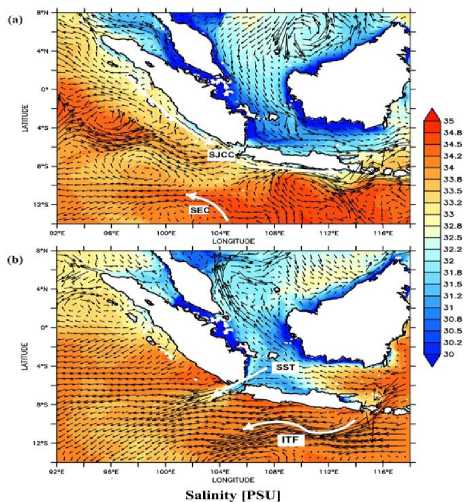 (a)
8°N
4°N
0°
4°S
8°S
12°S
LATITUDE
SJCC
SEC
92°E 96°E 100°E 104°E 108°E 112°E 116°E
LONGITUDE
(b)
8°N
4°N
0°
4°S
8°S
12°S
LATITUDE
SST
ITF
92°E 96°E 100°E 104°E 108°E 112°E 116°E
LONGITUDE
35
34.8
34.5
34.2
34
33.8
33.5
33.2
33
32.8
32.5
32.2
32
31.8
31.5
31.2
31
30.8
30.5
30.2
30
Salinity [PSU]